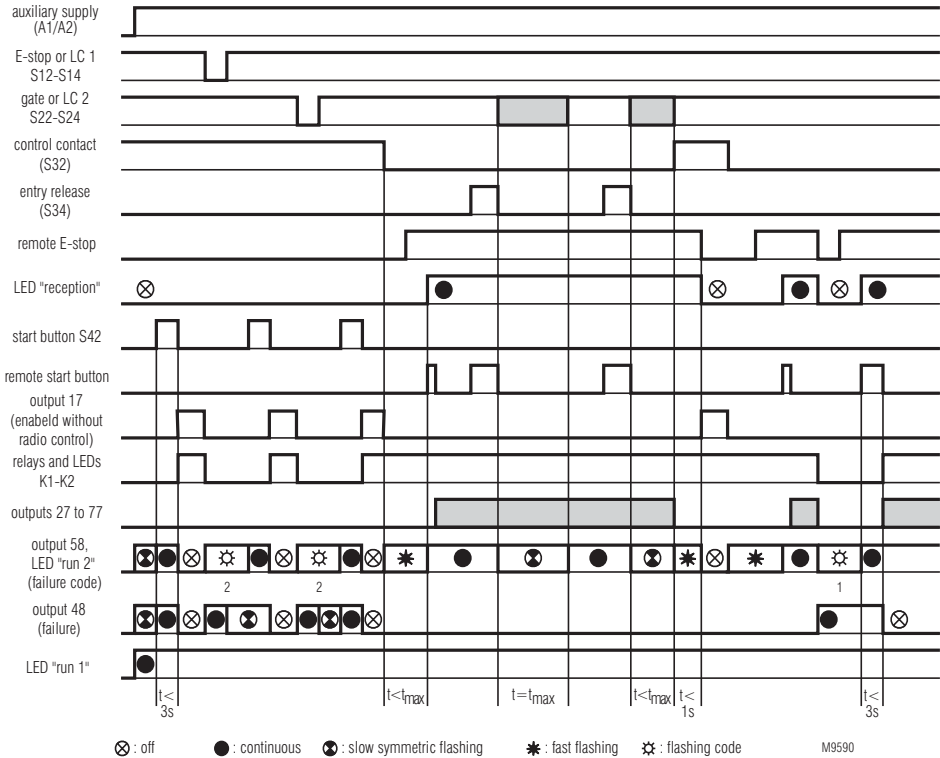 auxiliary supply
(A1/A2)
E-stop or LC 1
S12-S14
gate or LC 2
S22-S24
control contact
(S32)
entry release
(S34)
remote E-stop
LED "reception"
start button S42
remote start button
output 17
(enabeld without
radio control)
relays and LEDs
K1-K2
outputs 27 to 77
output 58,
LED "run 2"
(failure code)
2 2 1
output 48
(failure)
LED "run 1"
t<
3s
t<tmax
t=tmax
t<tmax
t<
1s
t<
3s
: off : continuous : slow symmetric flashing : fast flashing : flashing code M9590